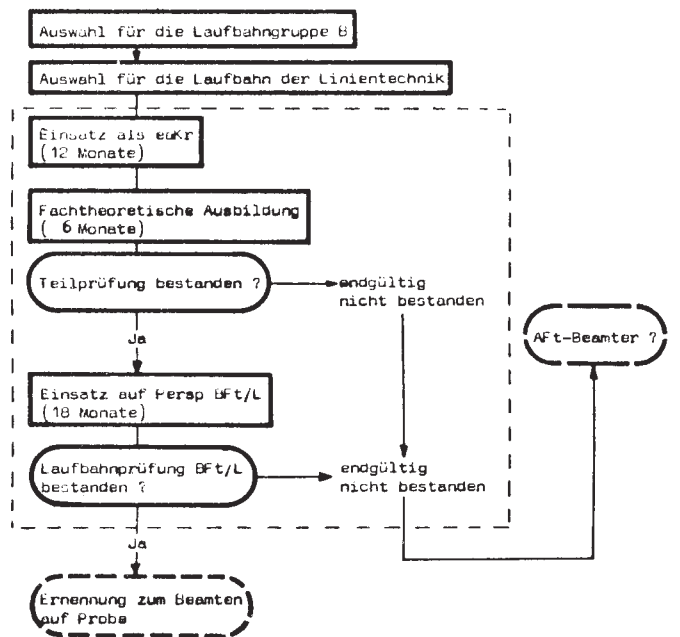 Auswahl für die Laufbahngruppe B
Auswahl für die Laufbahn der Linientechnik
Einsatz als euKr
(12 Monate)
Fachtheoretische Ausbildung
( 6 Monate)
Teilprüfung bestanden ?
endgültig
nicht bestanden
AFt-Beamter ?
Ja
Einsatz auf Persp BFt/L
(18 Monate)
Laufbahnprüfung BFt/L
bestanden ?
endgültig
nicht bestanden
Ja
Ernennung zum Beamten
auf Probe